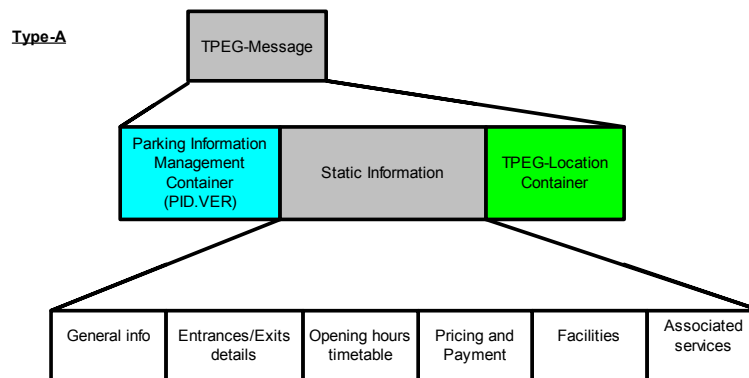 Type-A
TPEG-Message
Parking Information
Management
Container
(PID.VER)
Static Information
TPEG-Location
Container
General info
Entrances/Exits
details
Opening hours
timetable
Pricing and
Payment
Facilities
Associated
services